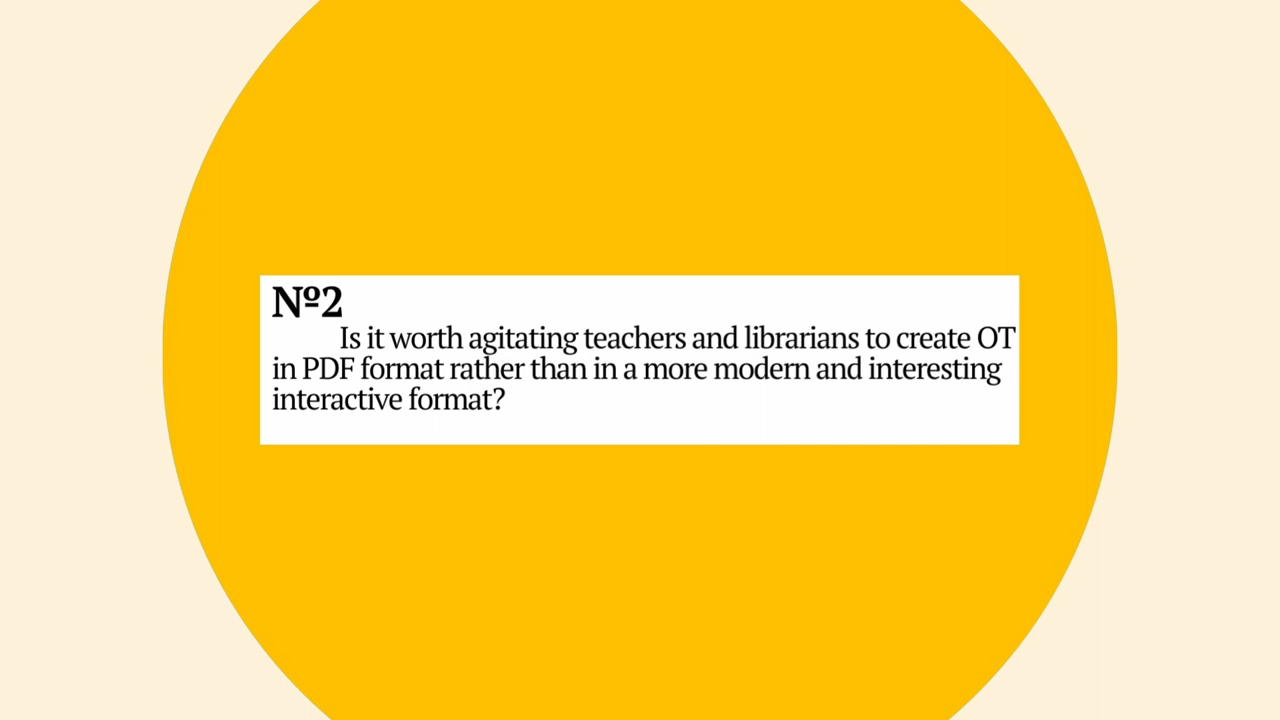 Nº2
Is it worth agitating teachers and librarians to create OT
in PDF format rather than in a more modern and interesting
interactive format?